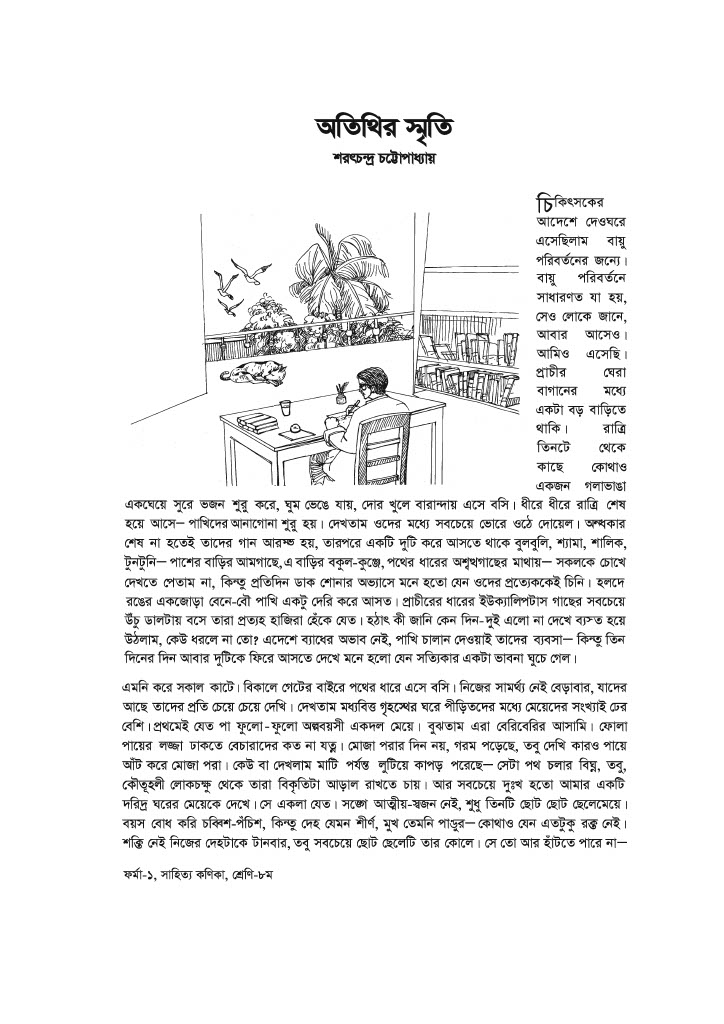 অতিথির স্মৃতি
শরৎচন্দ্র চট্টোপাধ্যায়
চিকিৎসকের
আদেশে দেওঘরে
এসেছিলাম বায়ু
পরিবর্তনের জন্যে।
বায়ু পরিবর্তনে
সাধারণত যা হয়,
সেও লোকে জানে,
আবার আসেও।
আমিও এসেছি।
প্রাচীর ঘেরা
বাগানের মধ্যে
একটা বড় বাড়িতে
থাকি। রাত্রি
তিনটে থেকে
কাছে কোথাও
একজন গলাভাঙা
একঘেয়ে সুরে ভজন শুরু করে, ঘুম ভেঙে যায়, দোর খুলে বারান্দায় এসে বসি। ধীরে ধীরে রাত্রি শেষ
হয়ে আসে— পাখিদের আনাগোনা শুরু হয়। দেখতাম ওদের মধ্যে সবচেয়ে ভোরে ওঠে দোয়েল। অন্ধকার
শেষ না হতেই তাদের গান আরম্ভ হয়, তারপরে একটি দুটি করে আসতে থাকে বুলবুলি, শ্যামা, শালিক,
টুনটুনি— পাশের বাড়ির আমগাছে, এ বাড়ির বকুল-কুঞ্জে, পথের ধারের অশ্বত্থগাছের মাথায়— সকলকে চোখে
দেখতে পেতাম না, কিন্তু প্রতিদিন ডাক শোনার অভ্যাসে মনে হতো যেন ওদের প্রত্যেককেই চিনি। হলদে
রঙের একজোড়া বেনে-বৌ পাখি একটু দেরি করে আসত। প্রাচীরের ধারের ইউক্যালিপটাস গাছের সবচেয়ে
উঁচু ডালটায় বসে তারা প্রত্যহ হাজিরা হেঁকে যেত। হঠাৎ কী জানি কেন দিন-দুই এলো না দেখে ব্যস্ত হয়ে
উঠলাম, কেউ ধরলে না তো? এদেশে ব্যাধের অভাব নেই, পাখি চালান দেওয়াই তাদের ব্যবসা— কিন্তু তিন
দিনের দিন আবার দুটিকে ফিরে আসতে দেখে মনে হলো যেন সত্যিকার একটা ভাবনা ঘুচে গেল।
এমনি করে সকাল কাটে। বিকালে গেটের বাইরে পথের ধারে এসে বসি। নিজের সামর্থ্য নেই বেড়াবার, যাদের
আছে তাদের প্রতি চেয়ে চেয়ে দেখি। দেখতাম মধ্যবিত্ত গৃহস্থের ঘরে পীড়িতদের মধ্যে মেয়েদের সংখ্যাই ঢের
বেশি। প্রথমেই যেত পা ফুলো-ফুলো অল্পবয়সী একদল মেয়ে। বুঝতাম এরা বেরিবেরির আসামি। ফোলা
পায়ের লজ্জা ঢাকতে বেচারাদের কত না যত্ন। মোজা পরার দিন নয়, গরম পড়েছে, তবু দেখি কারও পায়ে
আঁট করে মোজা পরা। কেউ বা দেখলাম মাটি পর্যন্ত লুটিয়ে কাপড় পরেছে— সেটা পথ চলার বিঘ্ন, তবু,
কৌতূহলী লোকচক্ষু থেকে তারা বিকৃতিটা আড়াল রাখতে চায়। আর সবচেয়ে দুঃখ হতো আমার একটি
দরিদ্র ঘরের মেয়েকে দেখে। সে একলা যেত। সঙ্গে আত্মীয়-স্বজন নেই, শুধু তিনটি ছোট ছোট ছেলেমেয়ে।
বয়স বোধ করি চব্বিশ-পঁচিশ, কিন্তু দেহ যেমন শীর্ণ, মুখ তেমনি পাণ্ডুর— কোথাও যেন এতটুকু রক্ত নেই।
শক্তি নেই নিজের দেহটাকে টানবার, তবু সবচেয়ে ছোট ছেলেটি তার কোলে। সে তো আর হাঁটতে পারে না—
ফর্মা-১, সাহিত্য কণিকা, শ্রেণি-৮ম